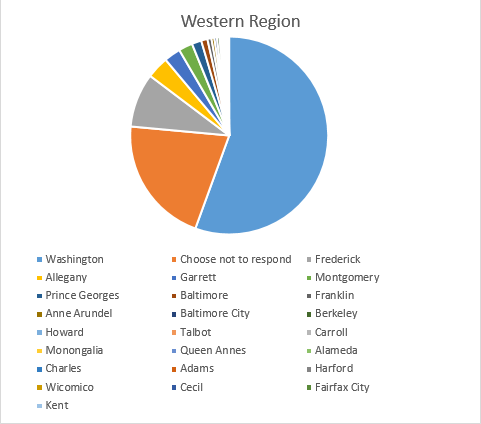 Western Region
Washington Choose not to respond Frederick
Allegany Garrett Montgomery
Prince Georges Baltimore Franklin
Anne Arundel Baltimore City Berkeley
Howard Talbot Carroll
Monongalia Queen Annes Alameda
Charles Adams Harford
Wicomico Cecil Fairfax City
Kent